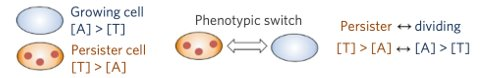 Growing cell
[A] > [T]
Persister cell
[T] > [A]
Phenotypic switch
Persister ↔ dividing
[T] > [A] ↔ [A] > [T]